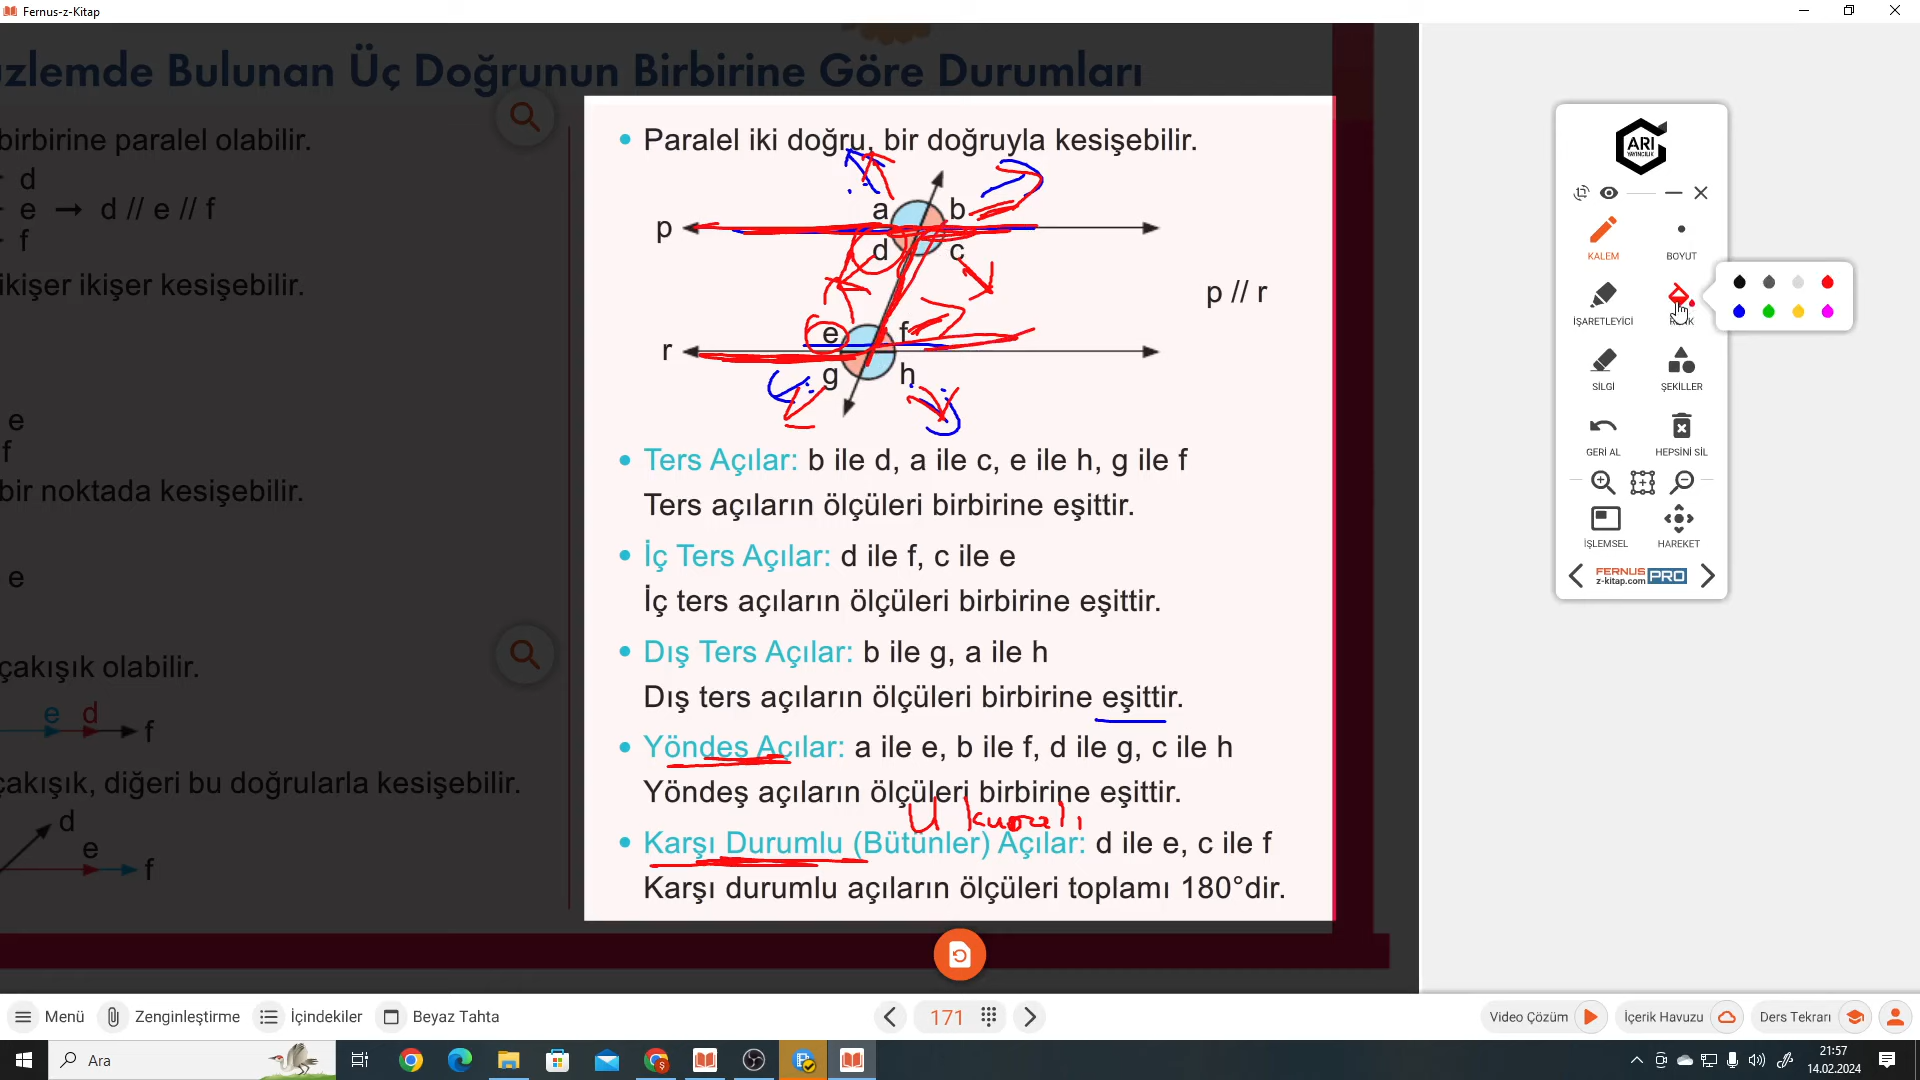 Fernus-z-Kitap
üzlemde Bulunan Üç Doğrunun Birbirine Göre Durumları
birbirine paralel olabilir.
d
e → d // e // f
f
ikişer ikişer kesişebilir.
e
f
bir noktada kesişebilir.
e
çakışık olabilir.
e d f
çakışık, diğeri bu doğrularla kesişebilir.
d
e
f
• Paralel iki doğru, bir doğruyla kesişebilir.
a b
p
d c
p // r
e f
r
g h
• Ters Açılar: b ile d, a ile c, e ile h, g ile f
Ters açıların ölçüleri birbirine eşittir.
• İç Ters Açılar: d ile f, c ile e
İç ters açıların ölçüleri birbirine eşittir.
• Dış Ters Açılar: b ile g, a ile h
Dış ters açıların ölçüleri birbirine eşittir.
• Yöndeş Açılar: a ile e, b ile f, d ile g, c ile h
Yöndeş açıların ölçüleri birbirine eşittir.
U kuralı
• Karşı Durumlu (Bütünler) Açılar: d ile e, c ile f
Karşı durumlu açıların ölçüleri toplamı 180°dir.
ARI
YAYINCILIK
KALEM BOYUT
İŞARETLEYİCİ
SİLGİ ŞEKİLLER
GERİ AL HEPSİNİ SİL
İŞLEMSEL HAREKET
FERNUS PRO
z-kitap.com
Menü Zenginleştirme İçindekiler Beyaz Tahta 171 Video Çözüm İçerik Havuzu Ders Tekrarı
Ara
21:57
14.02.2024